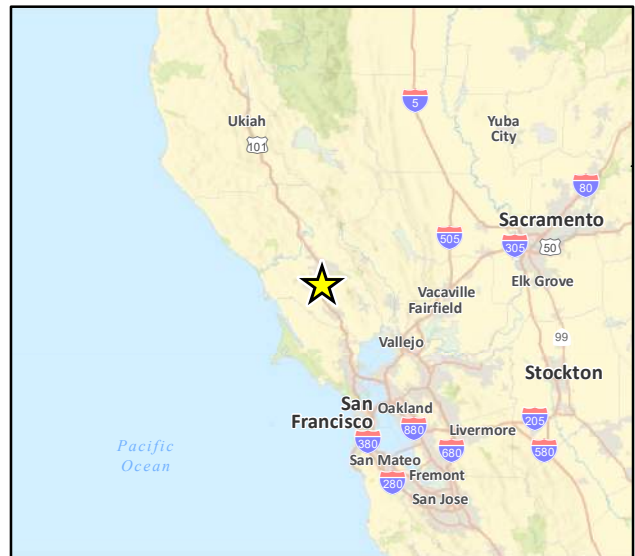 5
Ukiah
Yuba
City
101
80
Sacramento
505
305
50
Elk Grove
Vacaville
Fairfield
99
Vallejo
Stockton
San
Francisco
Oakland
205
880
Livermore
380
680
580
San Mateo
Pacific
Ocean
Fremont
280
San Jose